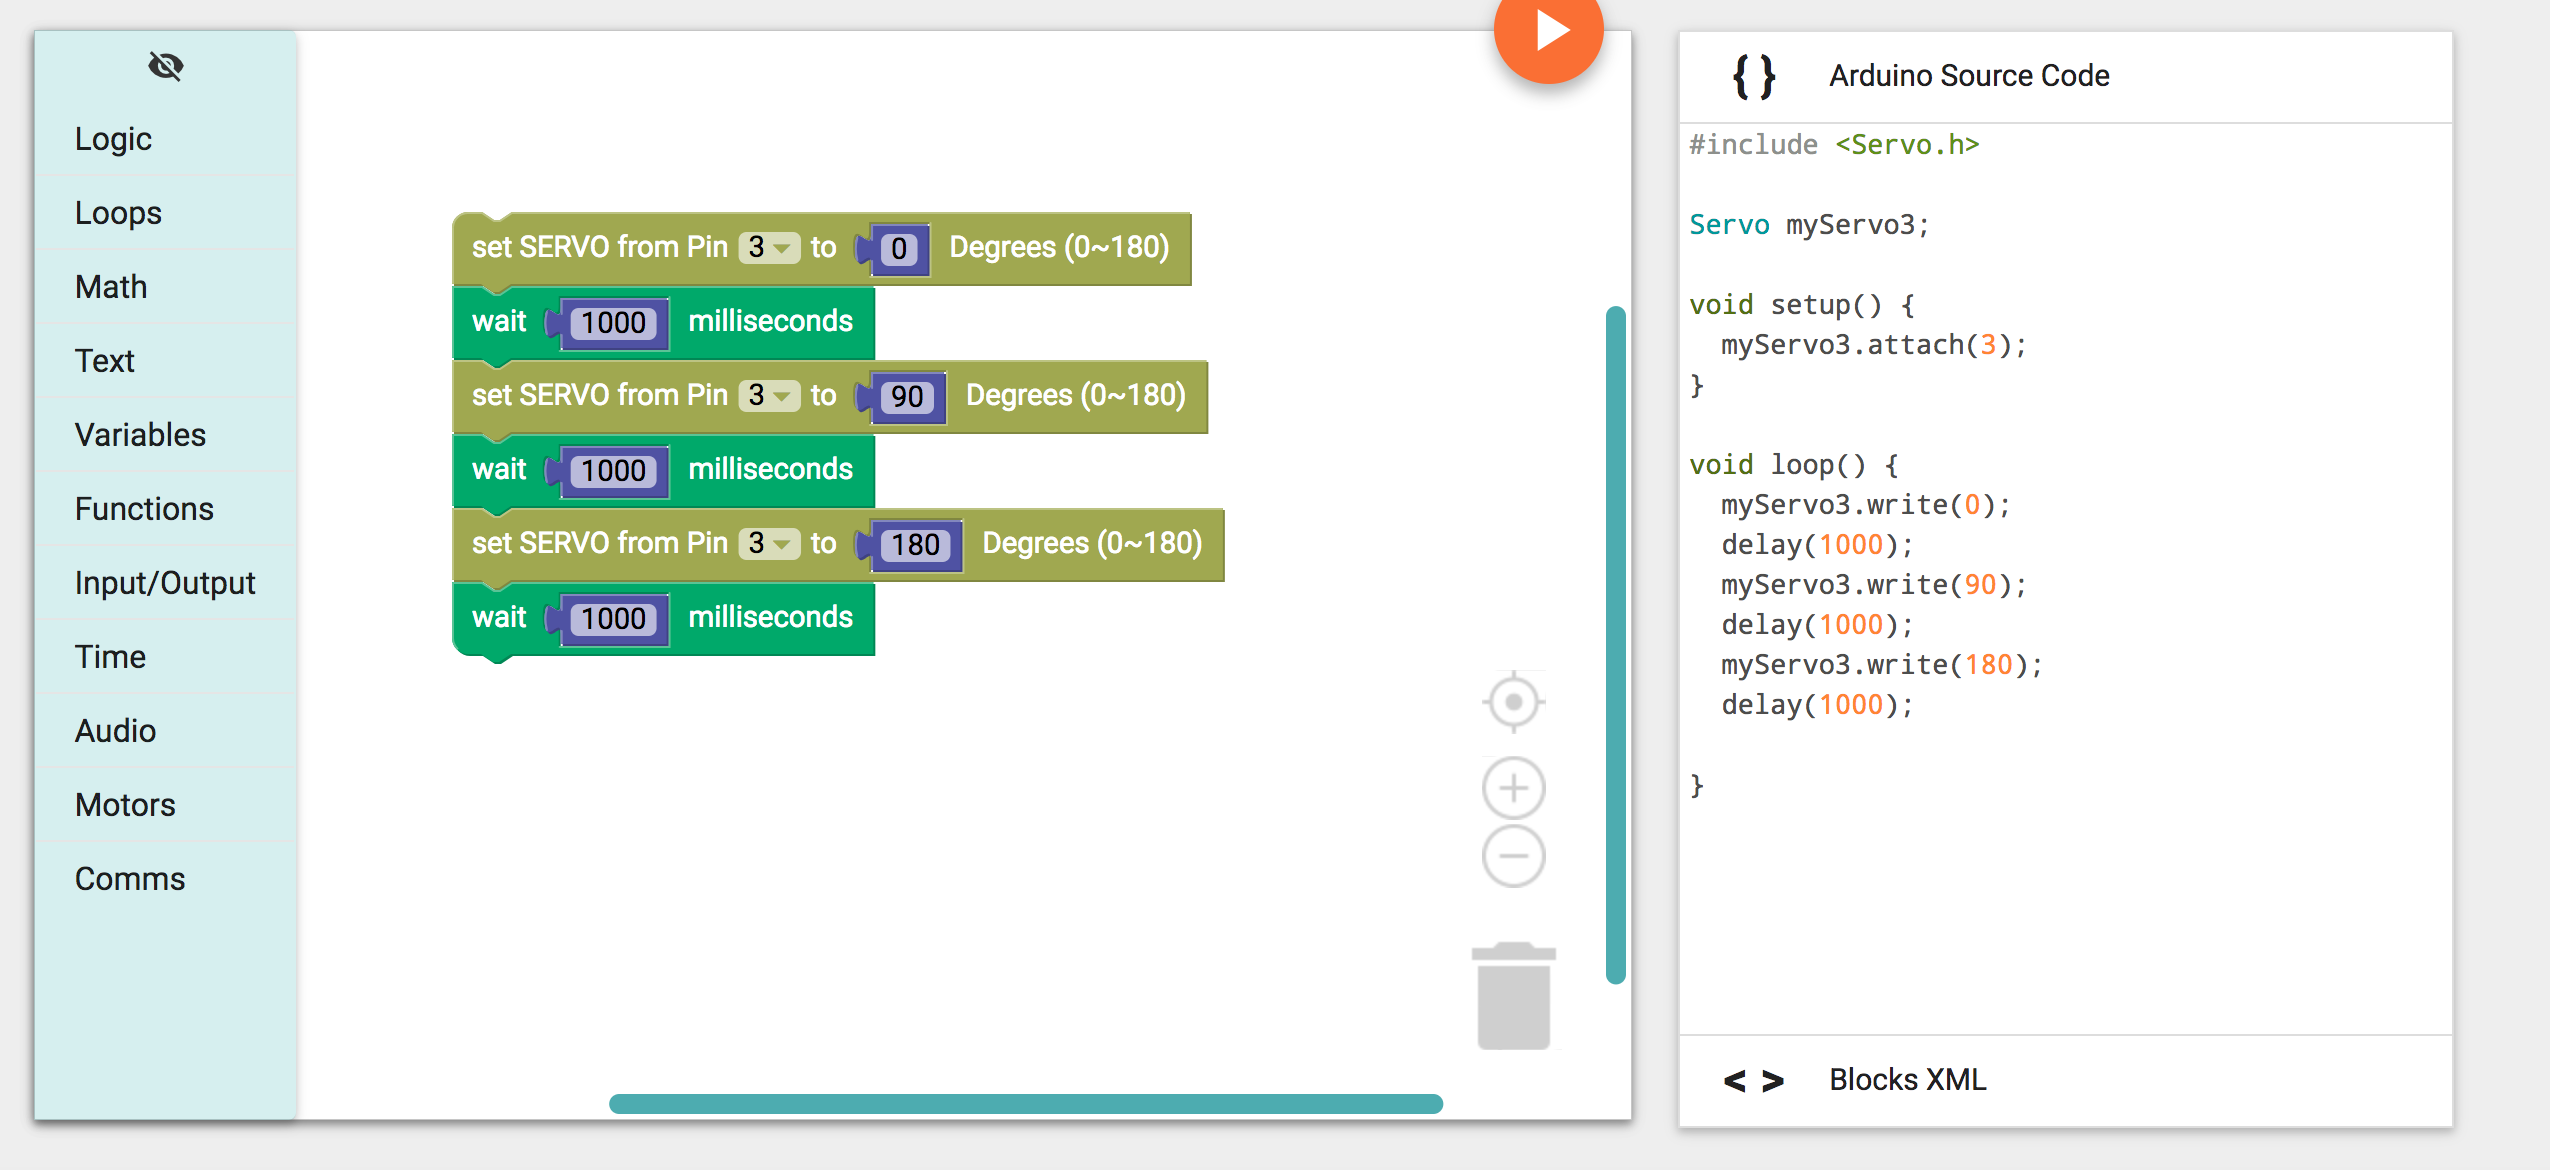 Logic
Loops
Math
Text
Variables
Functions
Input/Output
Time
Audio
Motors
Comms
set SERVO from Pin 3 to 0 Degrees (0~180)
wait 1000 milliseconds
set SERVO from Pin 3 to 90 Degrees (0~180)
wait 1000 milliseconds
set SERVO from Pin 3 to 180 Degrees (0~180)
wait 1000 milliseconds
{ } Arduino Source Code
#include <Servo.h>
Servo myServo3;
void setup() {
  myServo3.attach(3);
}
void loop() {
  myServo3.write(0);
  delay(1000);
  myServo3.write(90);
  delay(1000);
  myServo3.write(180);
  delay(1000);
}
< > Blocks XML